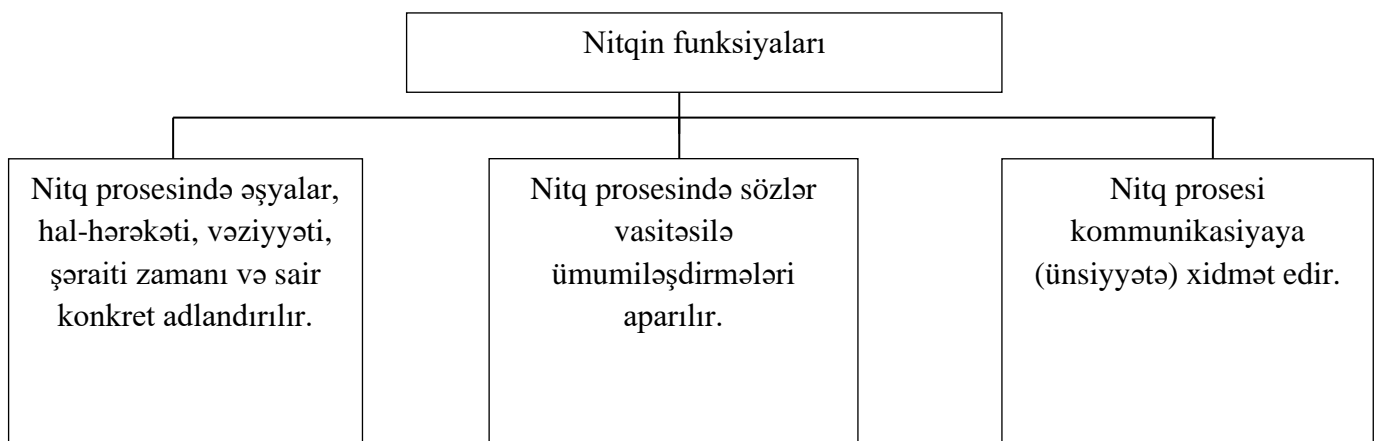 Nitqin funksiyaları
Nitq prosesində əşyalar,
hal-hərəkəti, vəziyyəti,
şəraiti zamanı və sair
konkret adlandırılır.
Nitq prosesində sözlər
vasitəsilə
ümumiləşdirmələri
aparılır.
Nitq prosesi
kommunikasiyaya
(ünsiyyətə) xidmət edir.